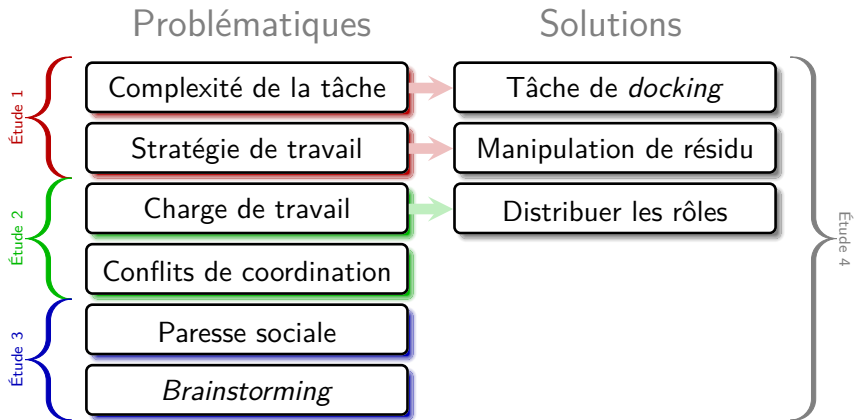 Problématiques
Solutions
Étude 1
Complexité de la tâche
Tâche de docking
Stratégie de travail
Manipulation de résidu
Étude 2
Charge de travail
Distribuer les rôles
Conflits de coordination
Étude 3
Paresse sociale
Brainstorming
Étude 4